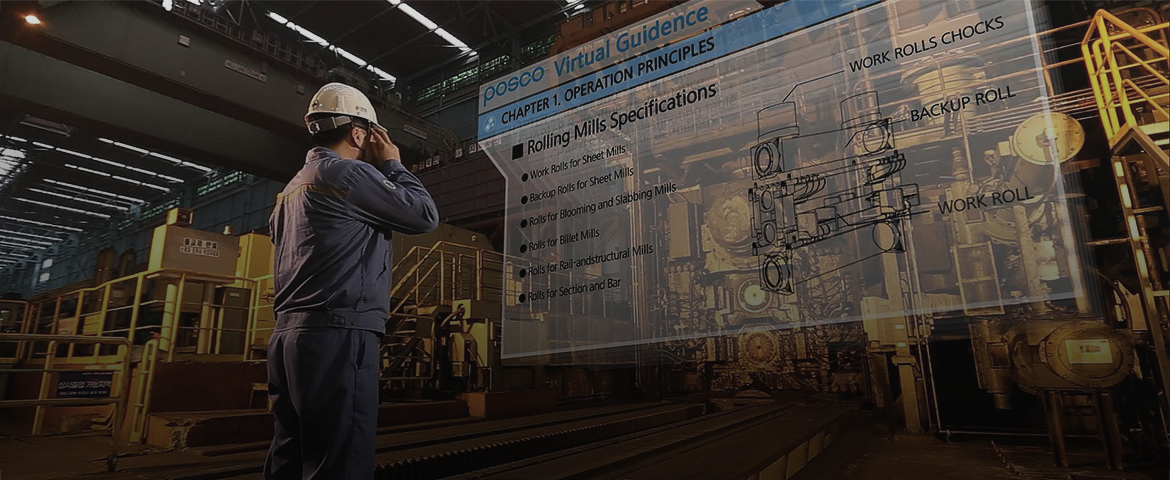 posco Virtual Guidence
CHAPTER 1. OPERATION PRINCIPLES
Rolling Mills Specifications
Work Rolls for Sheet Mills
Backup Rolls for Sheet Mills
Rolls for Blooming and Slabbing Mills
Rolls for Billet Mills
Rolls for Rail-andstructural Mills
Rolls for Section and Bar
WORK ROLLS CHOCKS
BACKUP ROLL
WORK ROLL